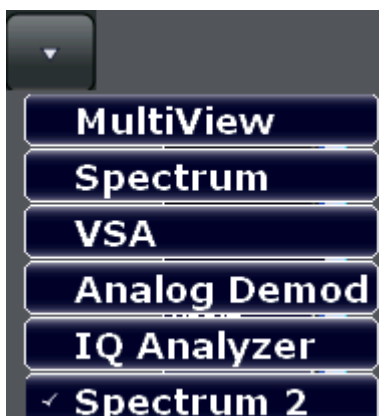 MultiView
Spectrum
VSA
Analog Demod
IQ Analyzer
Spectrum 2